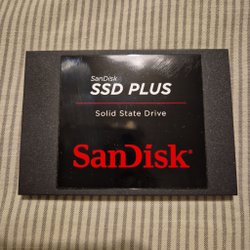 SanDisk
SSD PLUS
Solid State Drive
SanDisk®